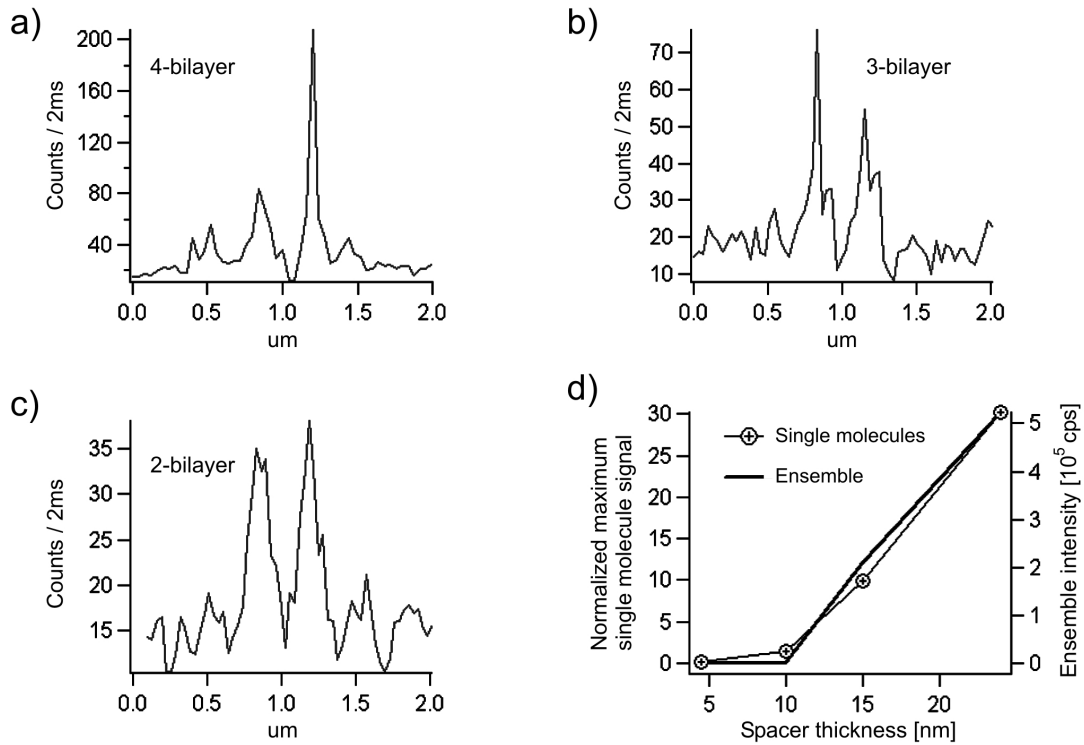 a)
4-bilayer
Counts / 2ms
200
160
120
80
40
0.0 0.5 1.0 1.5 2.0
um
b)
3-bilayer
Counts / 2ms
70
60
50
40
30
20
10
0.0 0.5 1.0 1.5 2.0
um
c)
2-bilayer
Counts / 2ms
35
30
25
20
15
0.0 0.5 1.0 1.5 2.0
um
d)
Normalized maximum
single molecule signal
30
25
20
15
10
5
0
Single molecules
Ensemble
5
4
3
2
1
0
Ensemble intensity [10⁵ cps]
5 10 15 20
Spacer thickness [nm]